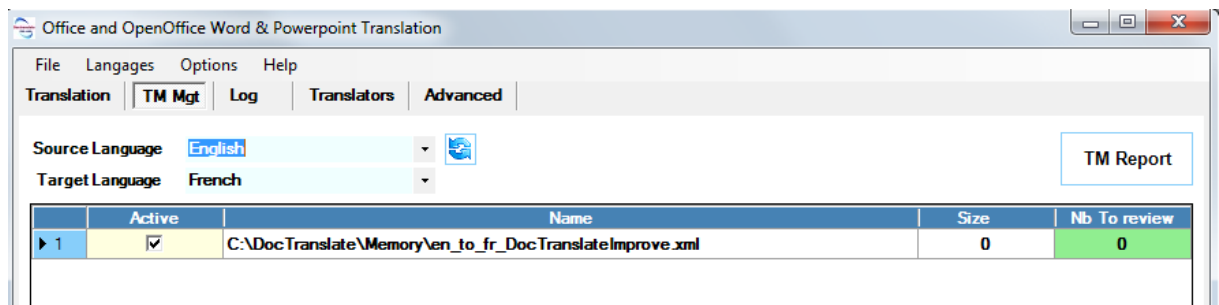 Office and OpenOffice Word & Powerpoint Translation
File Langages Options Help
Translation TM Mgt Log Translators Advanced
Source Language English
TM Report
Target Language French
Active Name Size Nb To review
1 C:\DocTranslate\Memory\en_to_fr_DocTranslateImprove.xml 0 0